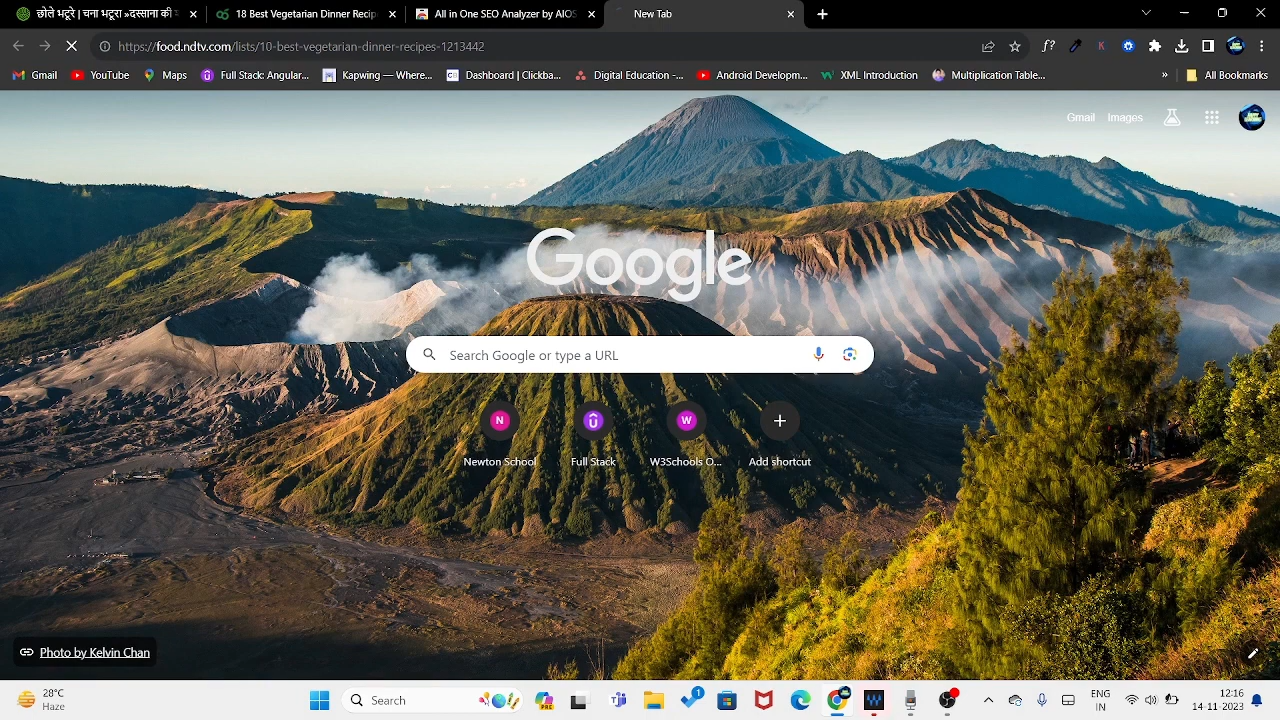 छोले भटूरे | चना भटूरा »दस्साना की
18 Best Vegetarian Dinner Recip
All in One SEO Analyzer by AIOS
New Tab
https://food.ndtv.com/lists/10-best-vegetarian-dinner-recipes-1213442
f?
K
Gmail
YouTube
Maps
Full Stack Angular...
Kapwing — Where...
Dashboard | Clickba...
Digital Education -...
Android Developm...
XML Introduction
Multiplication Table...
»
All Bookmarks
Gmail
Images
Google
Search Google or type a URL
N
W
Newton School
Full Stack
W3Schools O...
Add shortcut
Photo by Kelvin Chan
28°C
Haze
Search
PRE
1
ENG
IN
12:16
14-11-2023